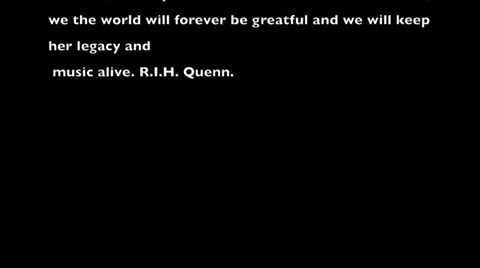 we the world will forever be greatful and we will keep
her legacy and
music alive. R.I.H. Quenn.